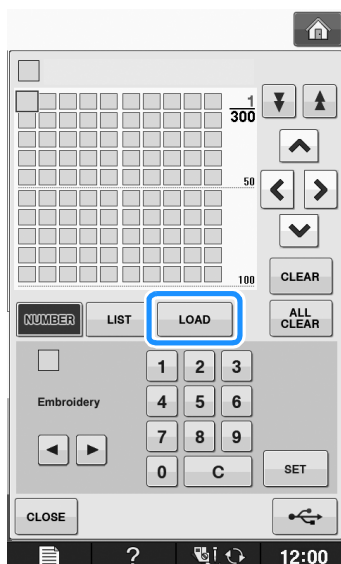 1
300
50
100
CLEAR
NUMBER LIST LOAD ALL CLEAR
Embroidery
1 2 3
4 5 6
7 8 9
0 C SET
CLOSE
? 12:00